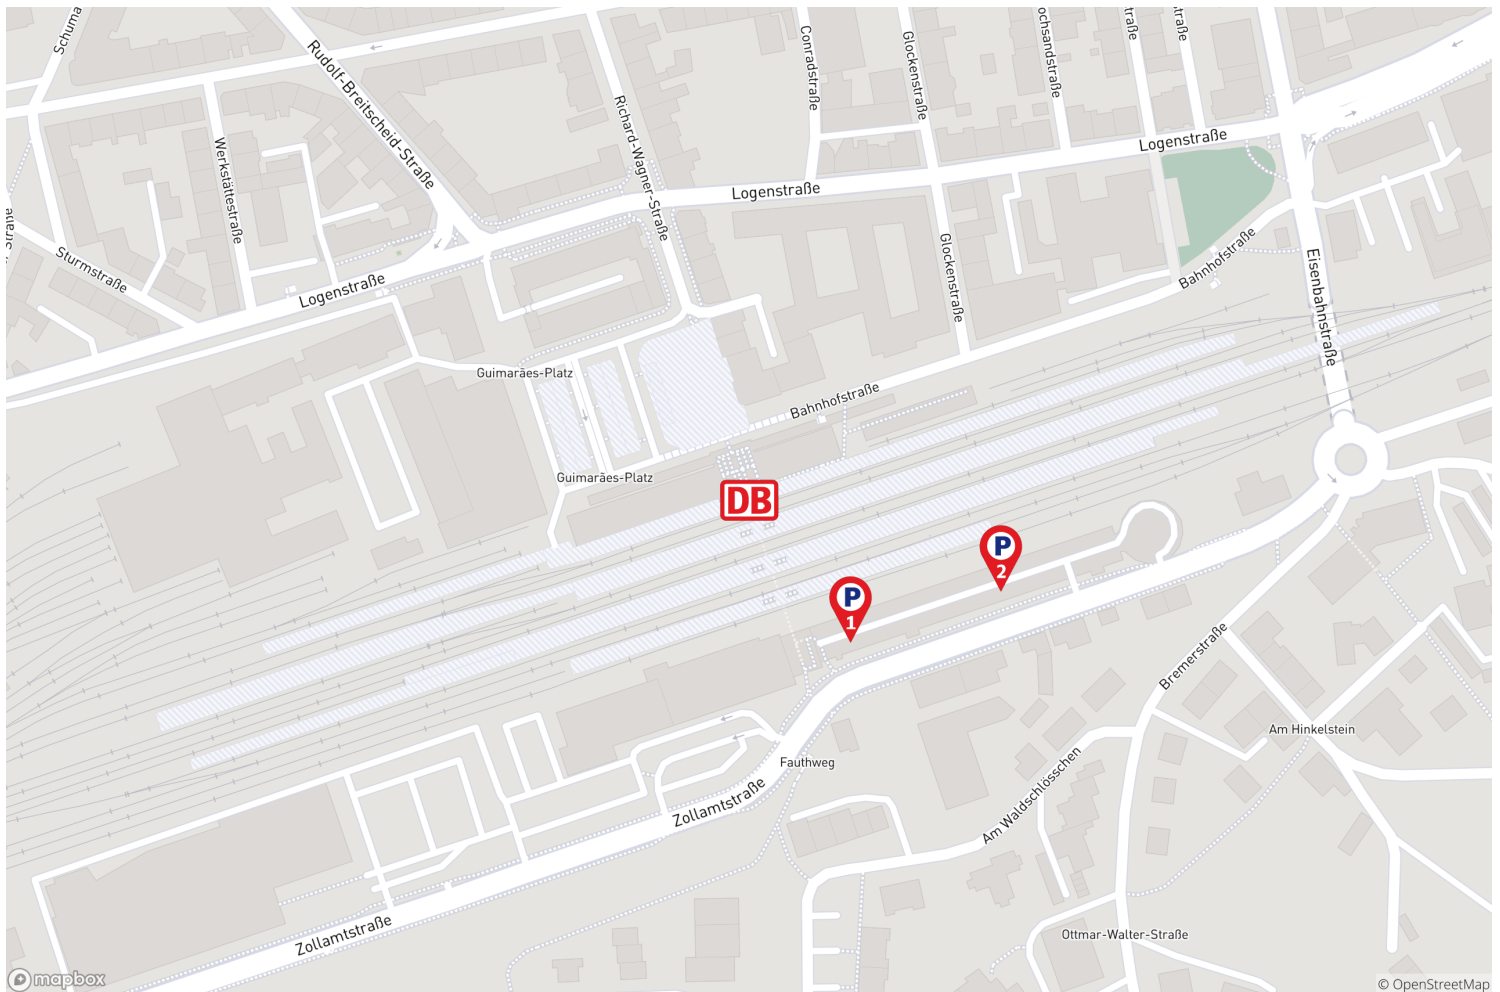 Schuma
Rudolf-Breitscheid-Straße
Richard-Wagner-Straße
Conradstraße
Glockenstraße
ochsandstraße
traße
traße
Werkstättestraße
Logenstraße
Logenstraße
Sturmstraße
Logenstraße
Glockenstraße
Bahnhofstraße
Eisenbahnstraße
Guimarães-Platz
Bahnhofstraße
Guimarães-Platz
DB
P
2
P
1
Bremerstraße
Am Hinkelstein
Fauthweg
Zollamtstraße
Am Waldschlösschen
Zollamtstraße
Ottmar-Walter-Straße
mapbox
© OpenStreetMap